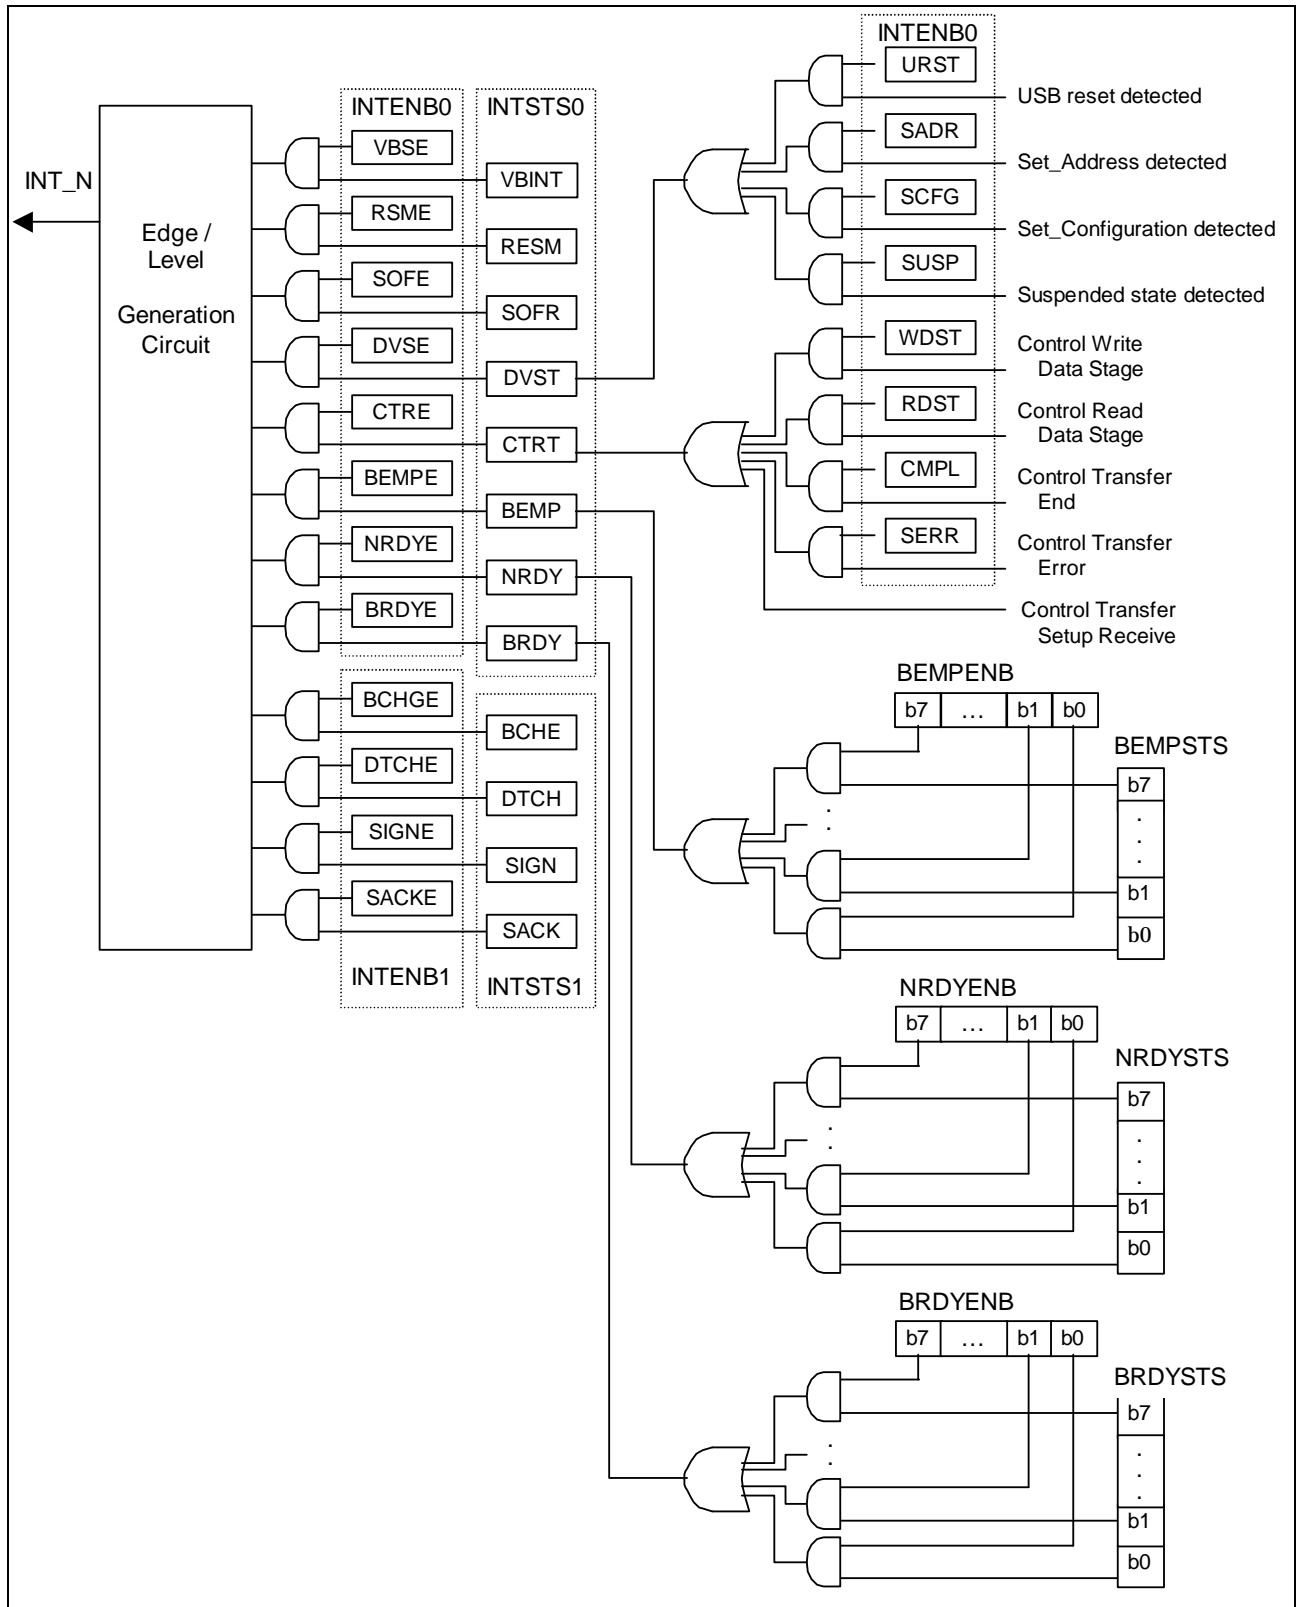 INT_N
Edge /
Level
Generation
Circuit
INTENB0
VBSE
RSME
SOFE
DVSE
CTRE
BEMPE
NRDYE
BRDYE
BCHGE
DTCHE
SIGNE
SACKE
INTENB1
INTSTS0
VBINT
RESM
SOFR
DVST
CTRT
BEMP
NRDY
BRDY
BCHE
DTCH
SIGN
SACK
INTSTS1
INTENB0
URST
USB reset detected
SADR
Set_Address detected
SCFG
Set_Configuration detected
SUSP
Suspended state detected
WDST
Control Write
Data Stage
RDST
Control Read
Data Stage
CMPL
Control Transfer
End
SERR
Control Transfer
Error
Control Transfer
Setup Receive
BEMPENB
b7 ... b1 b0
BEMPSTS
b7
.
.
.
b1
b0
NRDYENB
b7 ... b1 b0
NRDYSTS
b7
.
.
.
b1
b0
BRDYENB
b7 ... b1 b0
BRDYSTS
b7
.
.
.
b1
b0